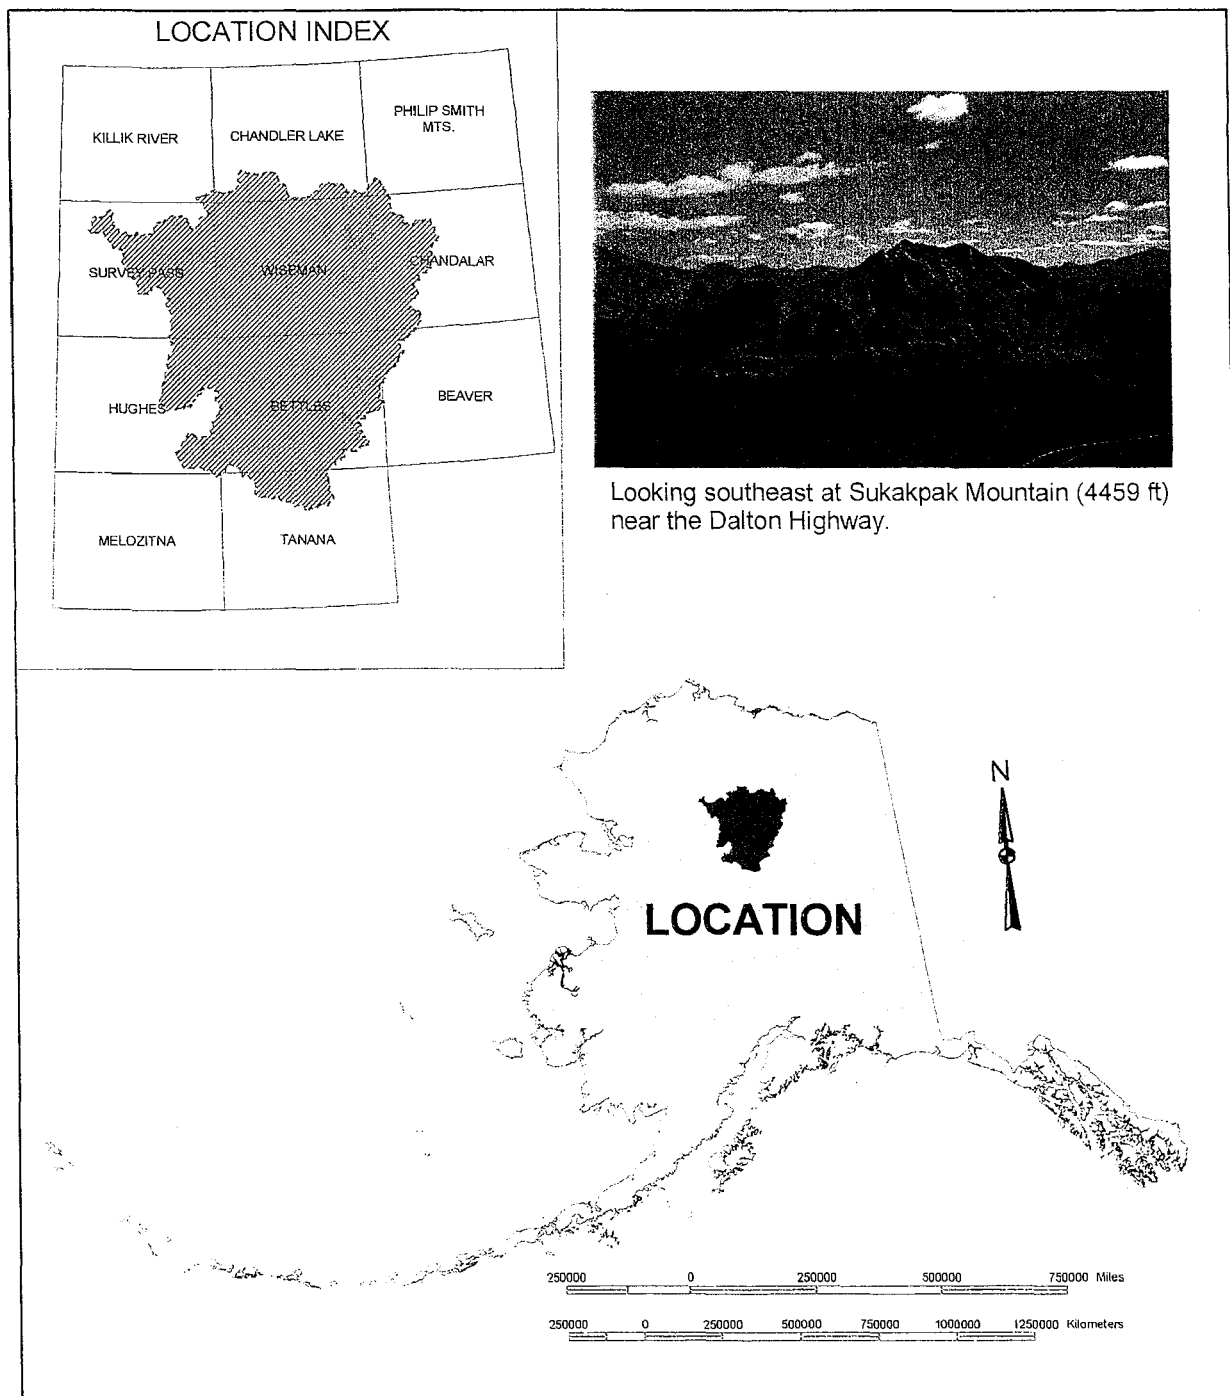 LOCATION INDEX
KILLIK RIVER
CHANDLER LAKE
PHILIP SMITH
MTS.
SURVEY PASS
WISEMAN
CHANDALAR
HUGHES
BETTLES
BEAVER
MELOZITNA
TANANA
Looking southeast at Sukakpak Mountain (4459 ft)
near the Dalton Highway.
N
LOCATION
250000 0 250000 500000 750000 Miles
250000 0 250000 500000 750000 1000000 1250000 Kilometers